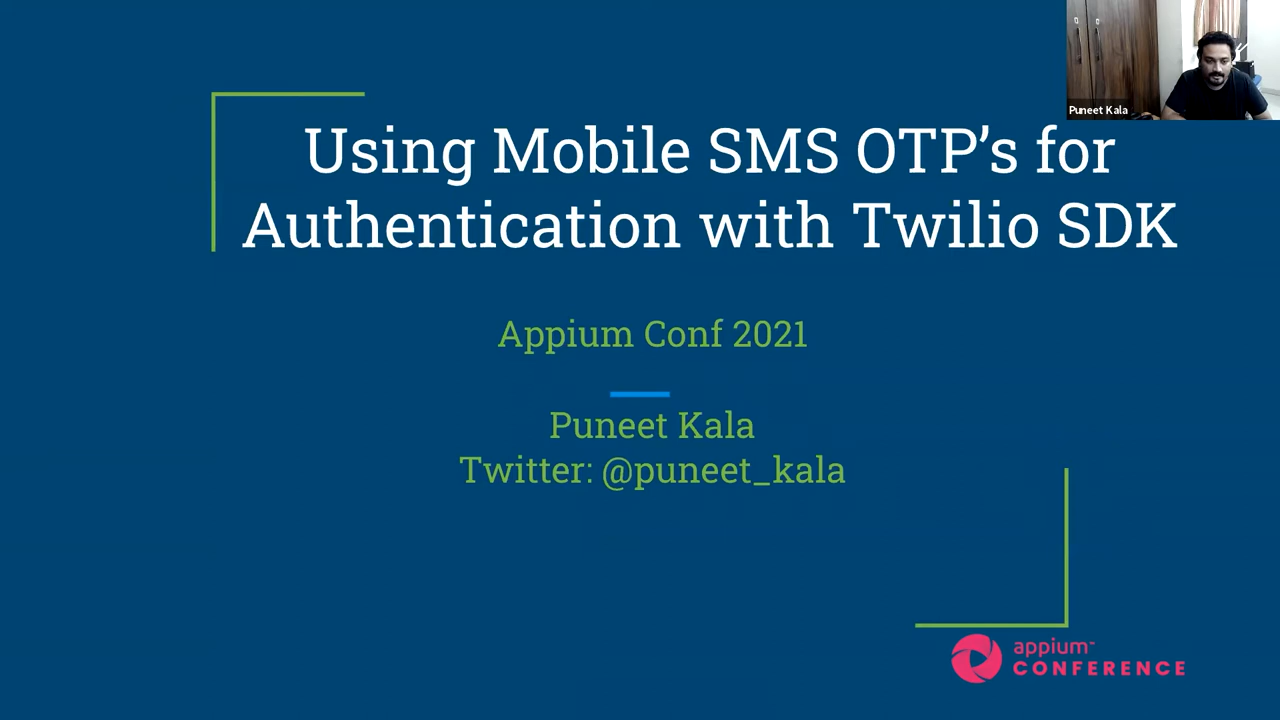 Puneet Kala
Using Mobile SMS OTP’s for
Authentication with Twilio SDK
Appium Conf 2021
Puneet Kala
Twitter: @puneet_kala
appium™
CONFERENCE